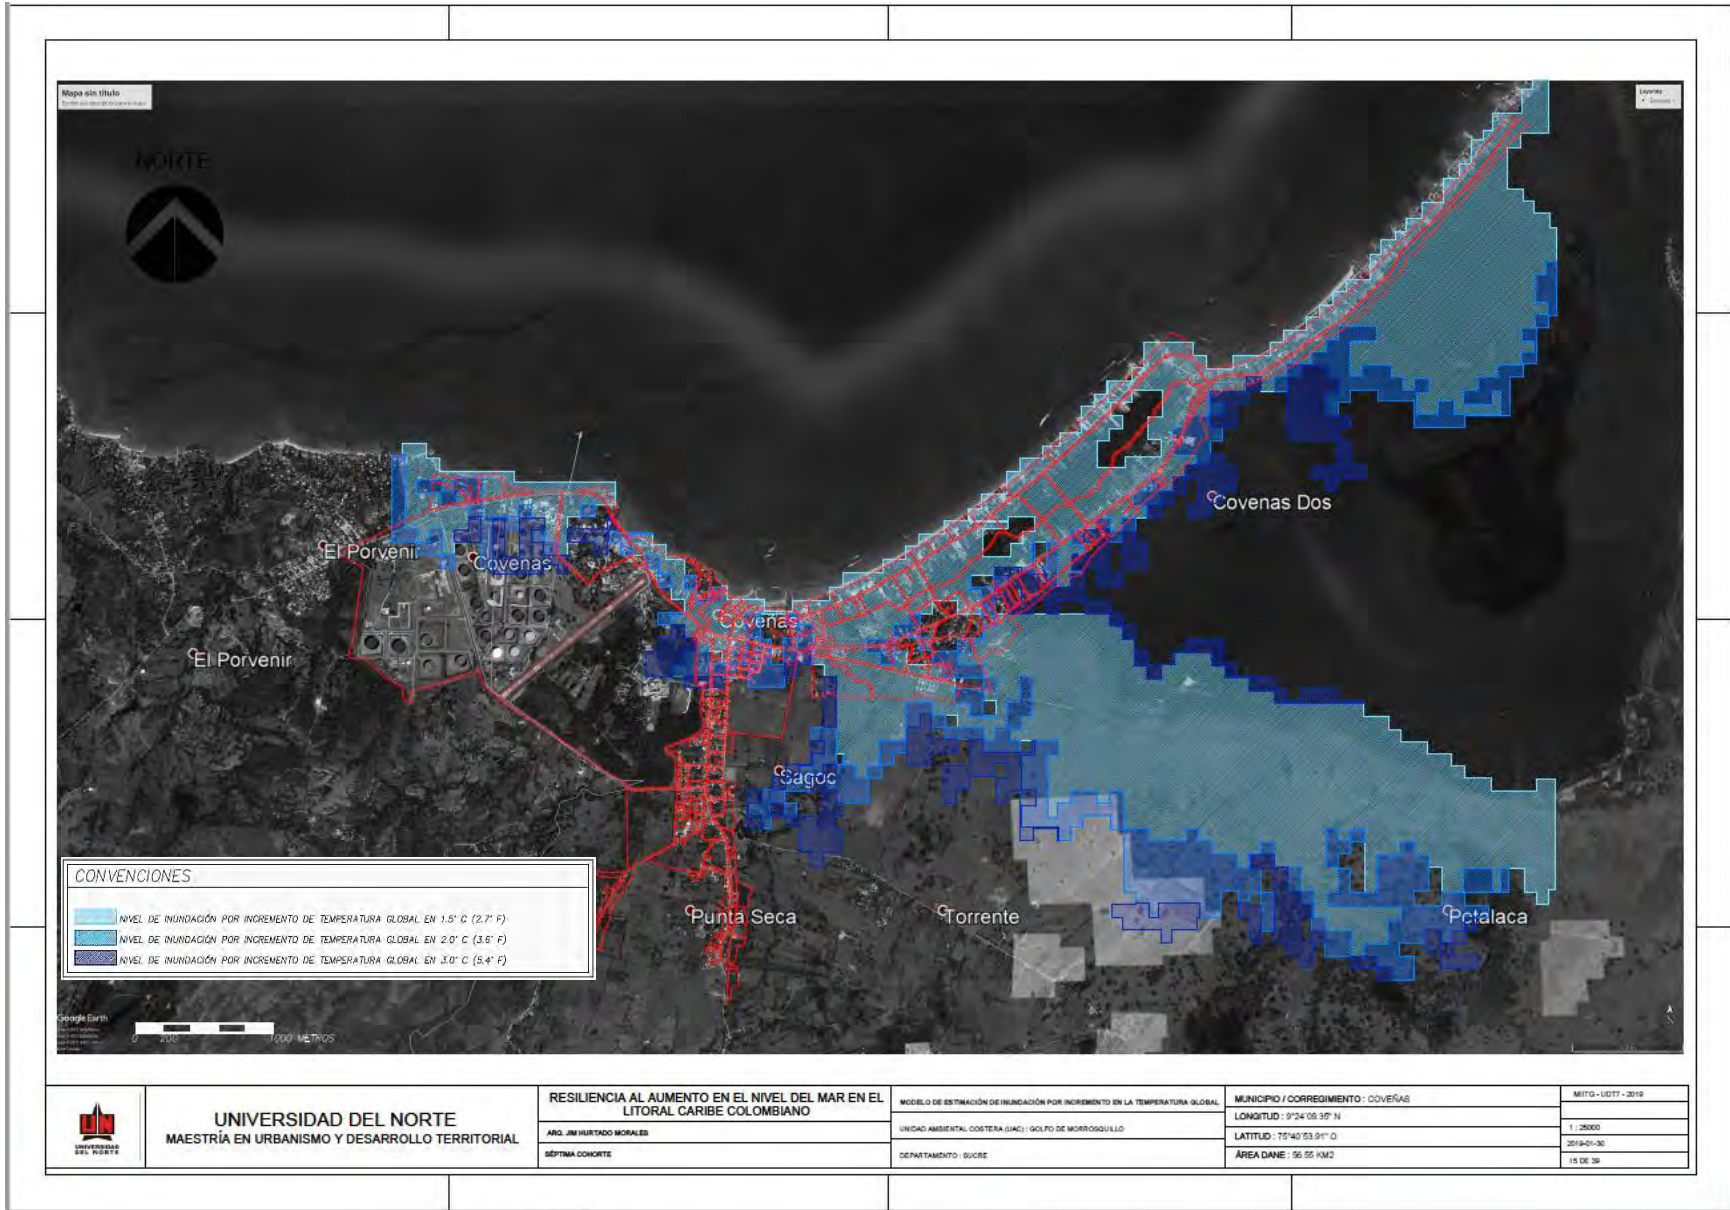 Mapa sin título
Leyenda
NORTE
Covenas Dos
El Porvenir
Covenas
Covenas
El Porvenir
Sagoc
Punta Seca
Torrente
Potalaca
CONVENCIONES
NIVEL DE INUNDACIÓN POR INCREMENTO DE TEMPERATURA GLOBAL EN 1.5° C (2.7° F)
NIVEL DE INUNDACIÓN POR INCREMENTO DE TEMPERATURA GLOBAL EN 2.0° C (3.6° F)
NIVEL DE INUNDACIÓN POR INCREMENTO DE TEMPERATURA GLOBAL EN 3.0° C (5.4° F)
Google Earth
0 200 1000 METROS
N
UNIVERSIDAD DEL NORTE
UNIVERSIDAD DEL NORTE
MAESTRÍA EN URBANISMO Y DESARROLLO TERRITORIAL
RESILIENCIA AL AUMENTO EN EL NIVEL DEL MAR EN EL
LITORAL CARIBE COLOMBIANO
ARQ. JIM HURTADO MORALES
SÉPTIMA COHORTE
MODELO DE ESTIMACIÓN DE INUNDACIÓN POR INCREMENTO EN LA TEMPERATURA GLOBAL
UNIDAD AMBIENTAL COSTERA (UAC) : GOLFO DE MORROSQUILLO
DEPARTAMENTO : SUCRE
MUNICIPIO / CORREGIMIENTO : COVEÑAS
LONGITUD : 9°24'09.35" N
LATITUD : 75°40'53.91" O
ÁREA DANE : 56.55 KM2
MIITG - UDT7 - 2019
1 : 25000
2019-01-30
15 DE 39